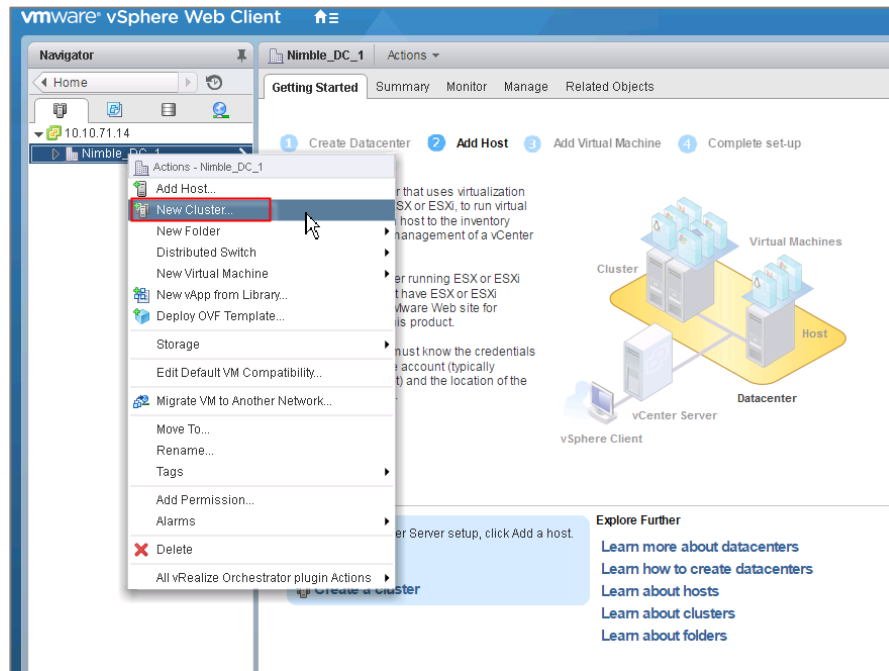 vmware® vSphere Web Client
Navigator
Home
10.10.71.14
Nimble_DC_1
Actions - Nimble_DC_1
Add Host...
New Cluster...
New Folder
Distributed Switch
New Virtual Machine
New vApp from Library...
Deploy OVF Template...
Storage
Edit Default VM Compatibility...
Migrate VM to Another Network...
Move To...
Rename...
Tags
Add Permission...
Alarms
Delete
All vRealize Orchestrator plugin Actions
Nimble_DC_1 Actions
Getting Started Summary Monitor Manage Related Objects
1 Create Datacenter 2 Add Host 3 Add Virtual Machine 4 Complete set-up
that uses virtualization
ESX or ESXi, to run virtual
host to the inventory
management of a vCenter
running ESX or ESXi
have ESX or ESXi
VMware Web site for
this product.
must know the credentials
account (typically
and the location of the
Virtual Machines
Cluster
Host
Datacenter
vCenter Server
vSphere Client
Server setup, click Add a host.
Create a cluster
Explore Further
Learn more about datacenters
Learn how to create datacenters
Learn about hosts
Learn about clusters
Learn about folders